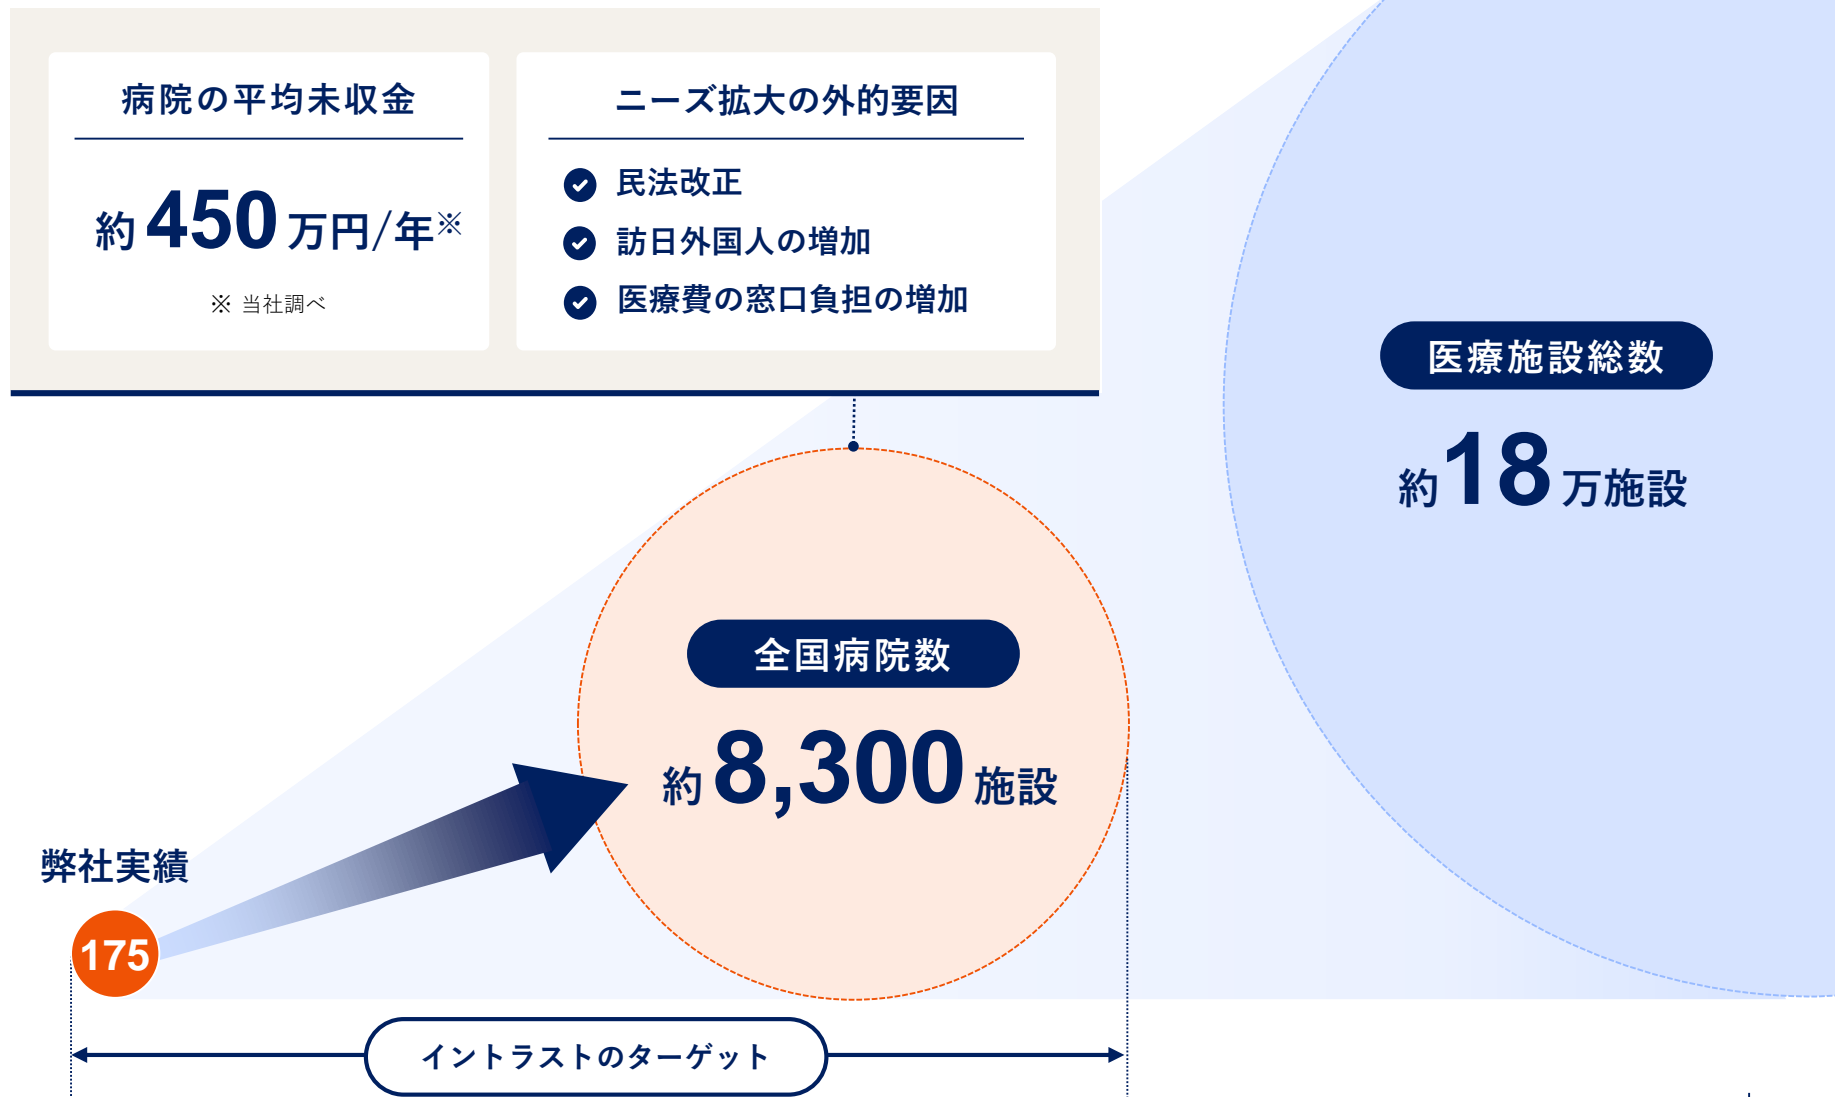 病院の平均未収金
約450万円/年※
※ 当社調べ
ニーズ拡大の外的要因
民法改正
訪日外国人の増加
医療費の窓口負担の増加
医療施設総数
約18万施設
全国病院数
約8,300施設
弊社実績
175
イントラストのターゲット